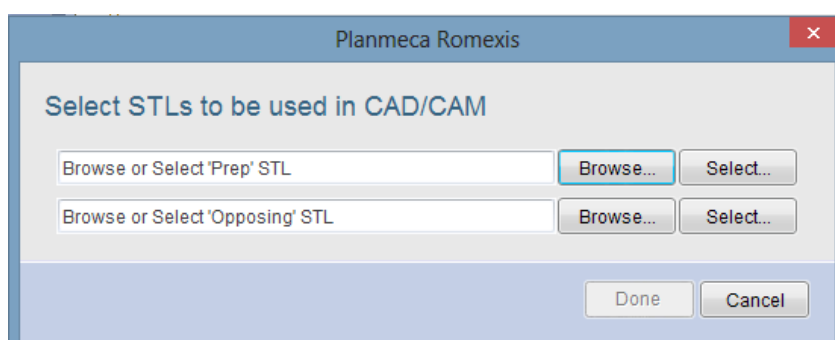 Planmeca Romexis
Select STLs to be used in CAD/CAM
Browse or Select 'Prep' STL Browse... Select...
Browse or Select 'Opposing' STL Browse... Select...
Done Cancel